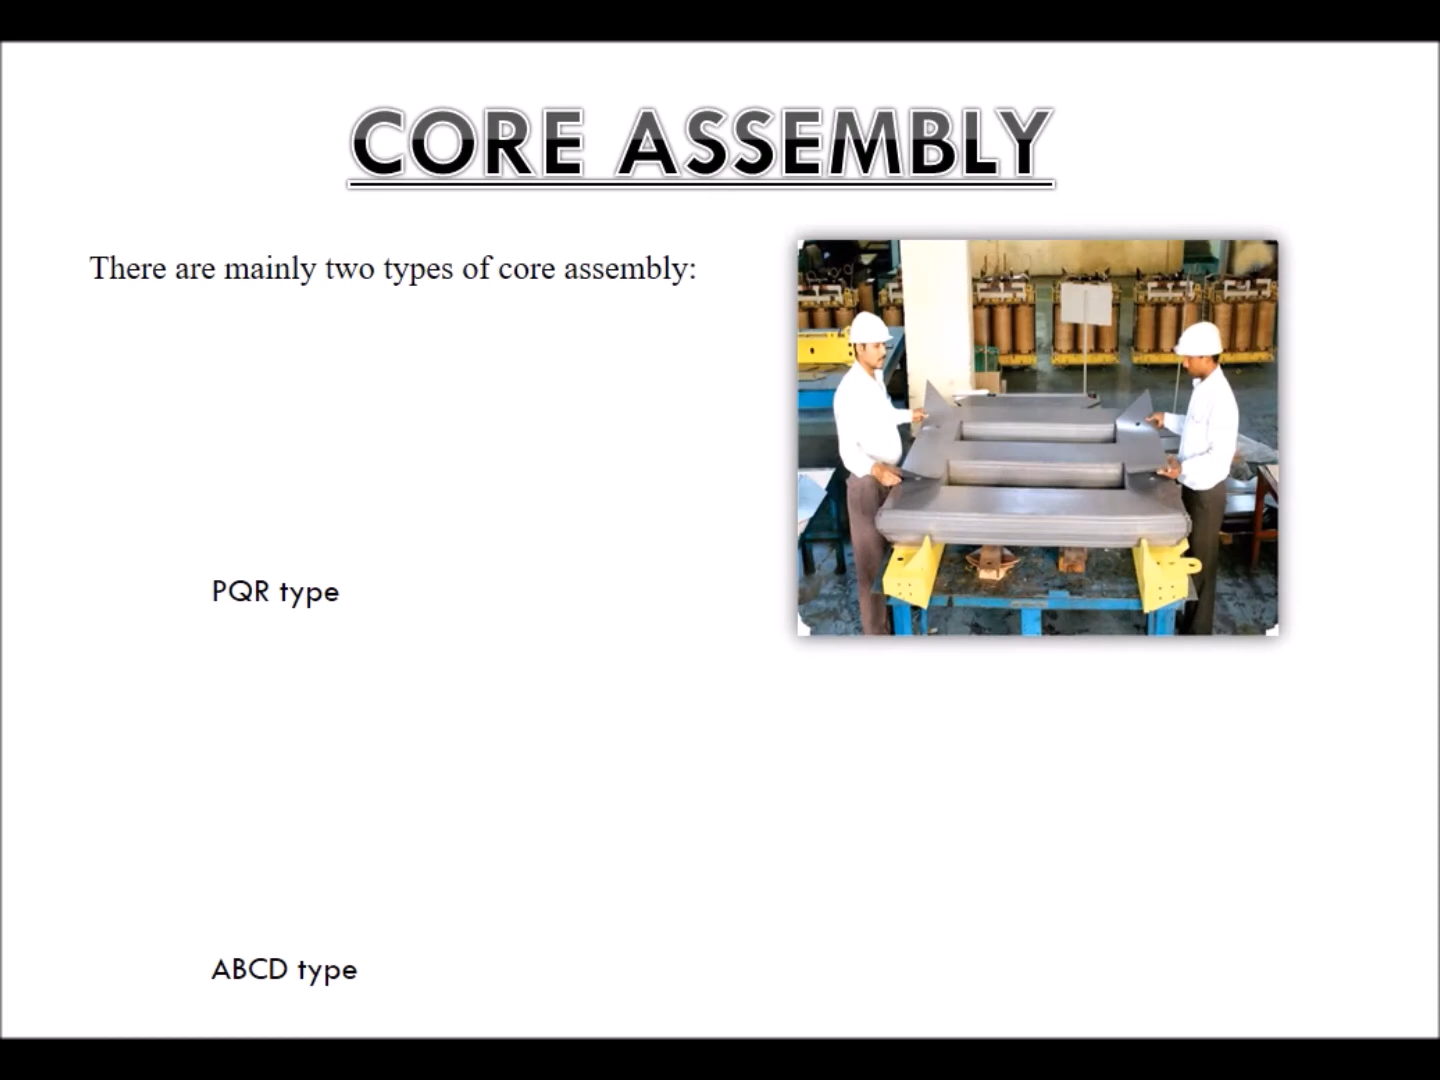 CORE ASSEMBLY
There are mainly two types of core assembly:
PQR type
ABCD type